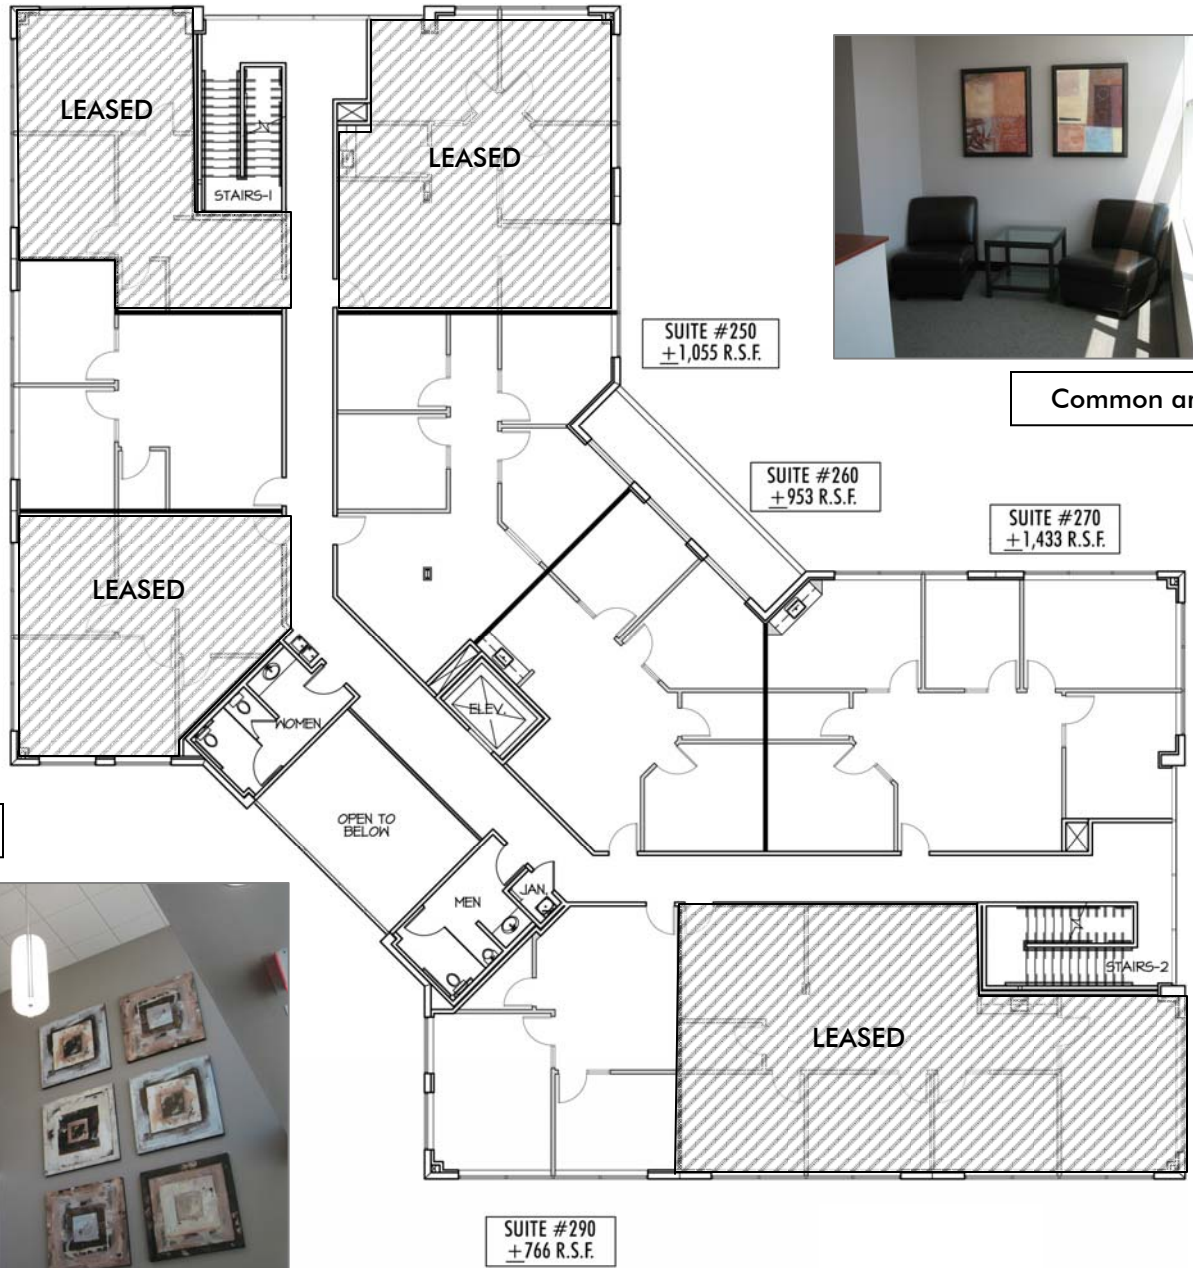 LEASED
LEASED
STAIRS-1
SUITE #250
±1,055 R.S.F.
Common ar
SUITE #260
±953 R.S.F.
SUITE #270
±1,433 R.S.F.
LEASED
ELEV.
WOMEN
OPEN TO
BELOW
MEN
JAN.
STAIRS-2
LEASED
SUITE #290
±766 R.S.F.